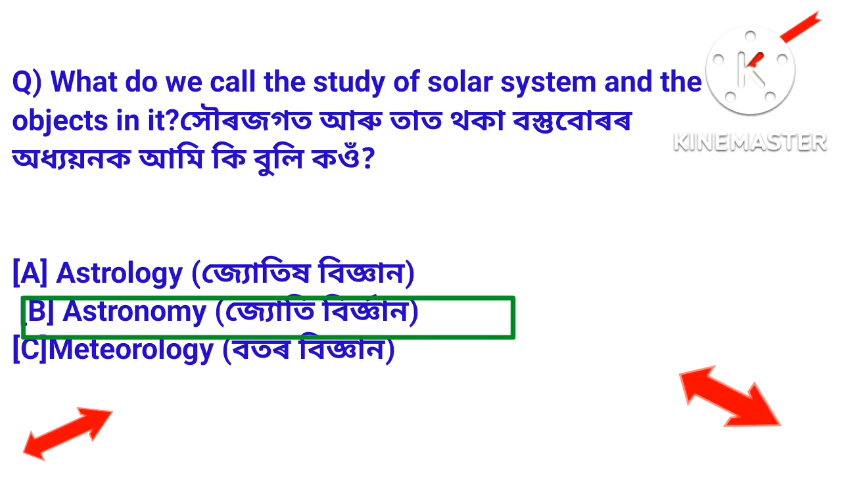 Q) What do we call the study of solar system and the
objects in it?সৌৰজগত আৰু তাত থকা বস্তুবোৰৰ
অধ্যয়নক আমি কি বুলি কওঁ?
KINEMASTER
[A] Astrology (জ্যোতিষ বিজ্ঞান)
[B] Astronomy (জ্যোতি বিৰ্জ্ঞান)
[C]Meteorology (বতৰ বিজ্ঞান)